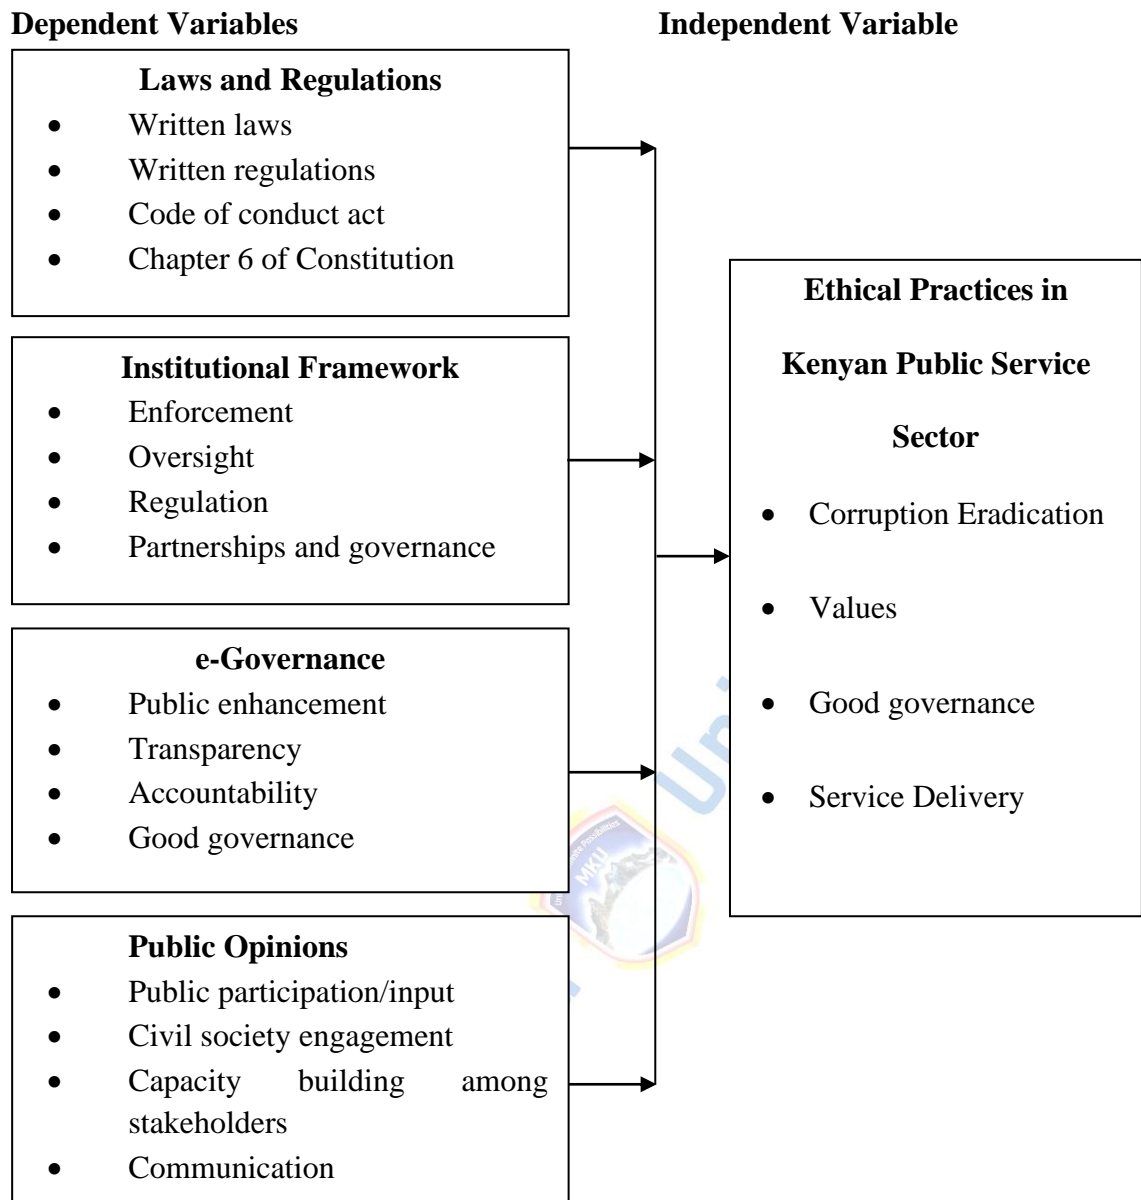 Dependent Variables
Independent Variable
Laws and Regulations
• Written laws
• Written regulations
• Code of conduct act
• Chapter 6 of Constitution
Institutional Framework
• Enforcement
• Oversight
• Regulation
• Partnerships and governance
e-Governance
• Public enhancement
• Transparency
• Accountability
• Good governance
Public Opinions
• Public participation/input
• Civil society engagement
• Capacity building among
stakeholders
• Communication
Ethical Practices in
Kenyan Public Service
Sector
• Corruption Eradication
• Values
• Good governance
• Service Delivery
MKU